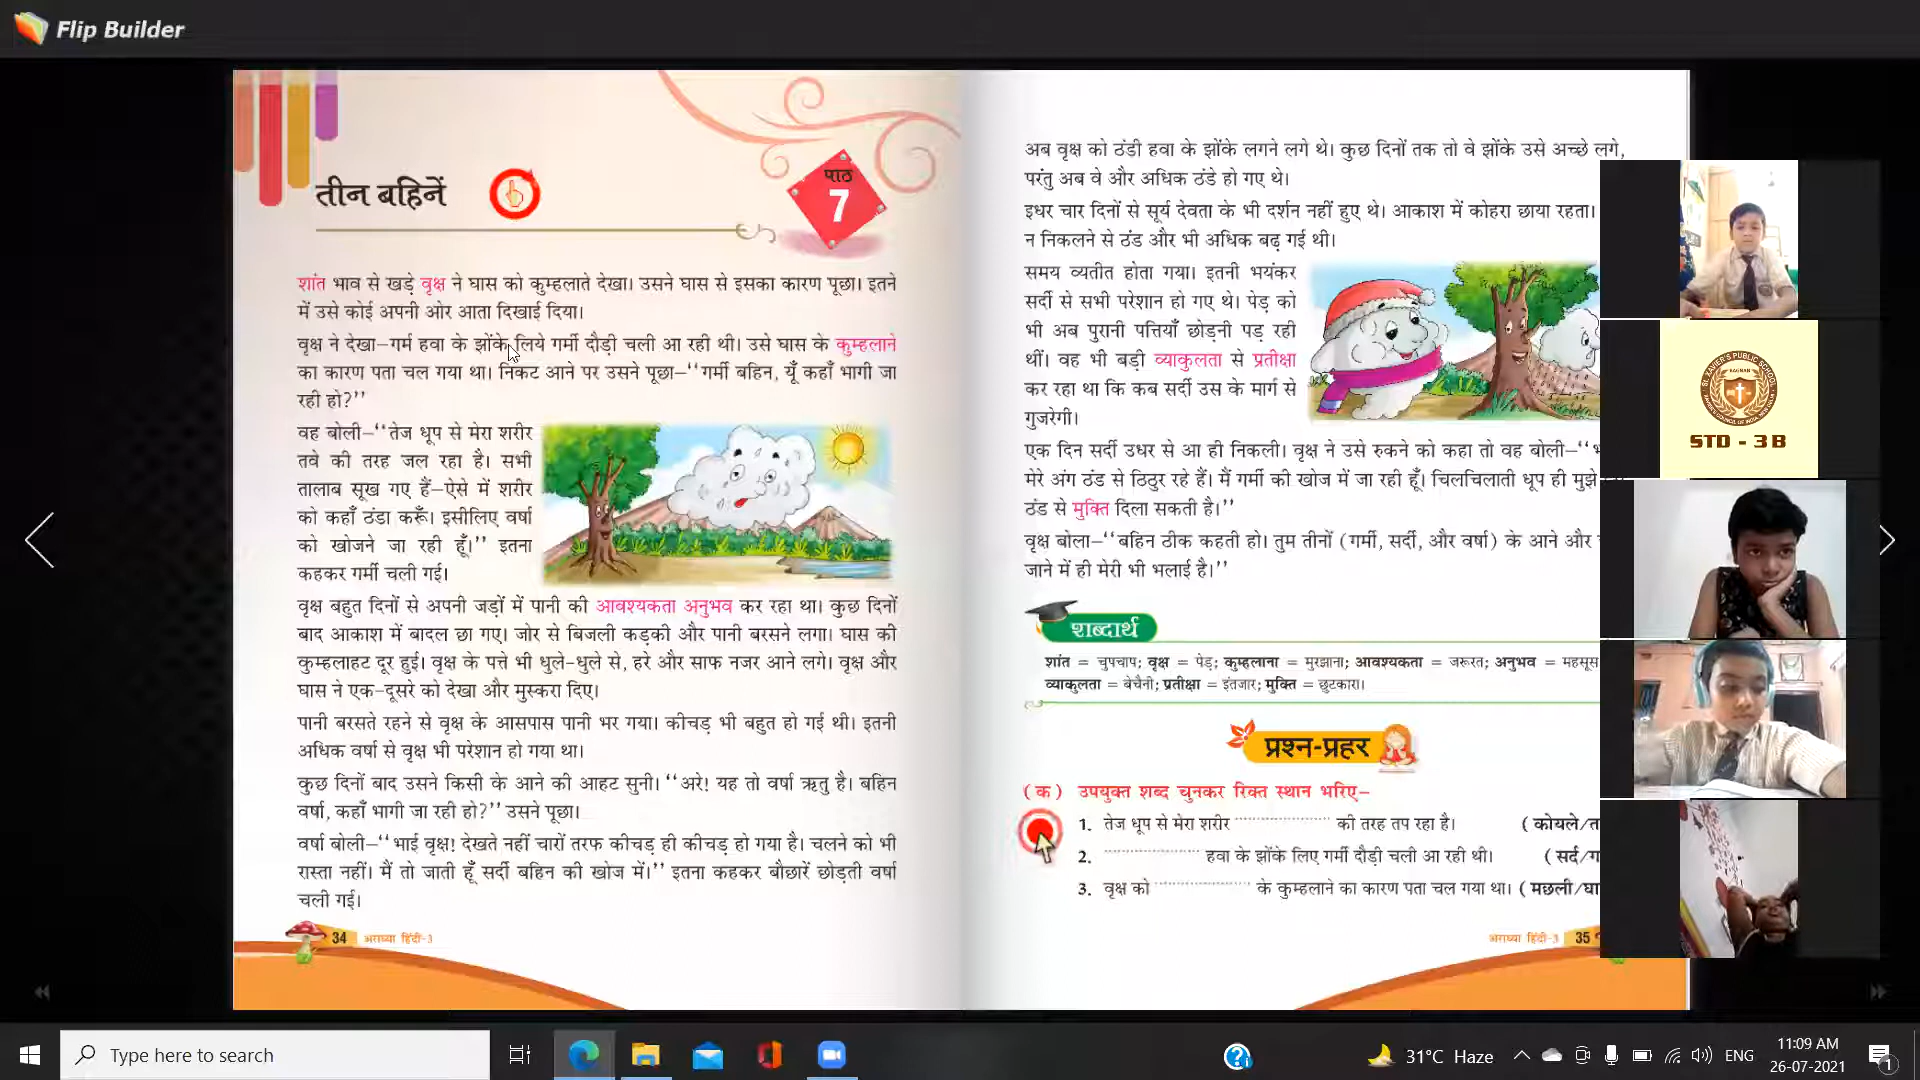 Flip Builder
पाठ
7
तीन बहिनें
शांत भाव से खड़े वृक्ष ने घास को कुम्हलाते देखा। उसने घास से इसका कारण पूछा। इतने
में उसे कोई अपनी ओर आता दिखाई दिया।
वृक्ष ने देखा–गर्म हवा के झोंके लिये गर्मी दौड़ी चली आ रही थी। उसे घास के कुम्हलाने
का कारण पता चल गया था। निकट आने पर उसने पूछा–‘‘गर्मी बहिन, यूँ कहाँ भागी जा
रही हो?’’
वह बोली–‘‘तेज धूप से मेरा शरीर
तवे की तरह जल रहा है। सभी
तालाब सूख गए हैं–ऐसे में शरीर
को कहाँ ठंडा करूँ। इसीलिए वर्षा
को खोजने जा रही हूँ।’’ इतना
कहकर गर्मी चली गई।
वृक्ष बहुत दिनों से अपनी जड़ों में पानी की आवश्यकता अनुभव कर रहा था। कुछ दिनों
बाद आकाश में बादल छा गए। जोर से बिजली कड़की और पानी बरसने लगा। घास की
कुम्हलाहट दूर हुई। वृक्ष के पत्ते भी धुले-धुले से, हरे और साफ नजर आने लगे। वृक्ष और
घास ने एक-दूसरे को देखा और मुस्करा दिए।
पानी बरसते रहने से वृक्ष के आसपास पानी भर गया। कीचड़ भी बहुत हो गई थी। इतनी
अधिक वर्षा से वृक्ष भी परेशान हो गया था।
कुछ दिनों बाद उसने किसी के आने की आहट सुनी। ‘‘अरे! यह तो वर्षा ऋतु है। बहिन
वर्षा, कहाँ भागी जा रही हो?’’ उसने पूछा।
वर्षा बोली–‘‘भाई वृक्ष! देखते नहीं चारों तरफ कीचड़ ही कीचड़ हो गया है। चलने को भी
रास्ता नहीं। मैं तो जाती हूँ सर्दी बहिन की खोज में।’’ इतना कहकर बौछारें छोड़ती वर्षा
चली गई।
34 अराध्या हिंदी-3
अब वृक्ष को ठंडी हवा के झोंके लगने लगे थे। कुछ दिनों तक तो वे झोंके उसे अच्छे लगे,
परंतु अब वे और अधिक ठंडे हो गए थे।
इधर चार दिनों से सूर्य देवता के भी दर्शन नहीं हुए थे। आकाश में कोहरा छाया रहता।
न निकलने से ठंड और भी अधिक बढ़ गई थी।
समय व्यतीत होता गया। इतनी भयंकर
सर्दी से सभी परेशान हो गए थे। पेड़ को
भी अब पुरानी पत्तियाँ छोड़नी पड़ रही
थीं। वह भी बड़ी व्याकुलता से प्रतीक्षा
कर रहा था कि कब सर्दी उस के मार्ग से
गुजरेगी।
एक दिन सर्दी उधर से आ ही निकली। वृक्ष ने उसे रुकने को कहा तो वह बोली–‘‘
मेरे अंग ठंड से ठिठुर रहे हैं। मैं गर्मी की खोज में जा रही हूँ। चिलचिलाती धूप ही मुझे
ठंड से मुक्ति दिला सकती है।’’
वृक्ष बोला–‘‘बहिन ठीक कहती हो। तुम तीनों (गर्मी, सर्दी, और वर्षा) के आने और
जाने में ही मेरी भी भलाई है।’’
शब्दार्थ
शांत = चुपचाप; वृक्ष = पेड़; कुम्हलाना = मुरझाना; आवश्यकता = जरूरत; अनुभव = महसूस
व्याकुलता = बेचैनी; प्रतीक्षा = इंतजार; मुक्ति = छुटकारा।
प्रश्न-प्रहर
(क) उपयुक्त शब्द चुनकर रिक्त स्थान भरिए–
1. तेज धूप से मेरा शरीर .................. की तरह तप रहा है। (कोयले/त
2. .................. हवा के झोंके लिए गर्मी दौड़ी चली आ रही थी। (सर्द/ग
3. वृक्ष को .................. के कुम्हलाने का कारण पता चल गया था। (मछली/घा
अराध्या हिंदी-3 35
ST. XAVIER'S PUBLIC SCHOOL
STD - 3 B
Type here to search
31°C Haze
ENG
11:09 AM
26-07-2021
1